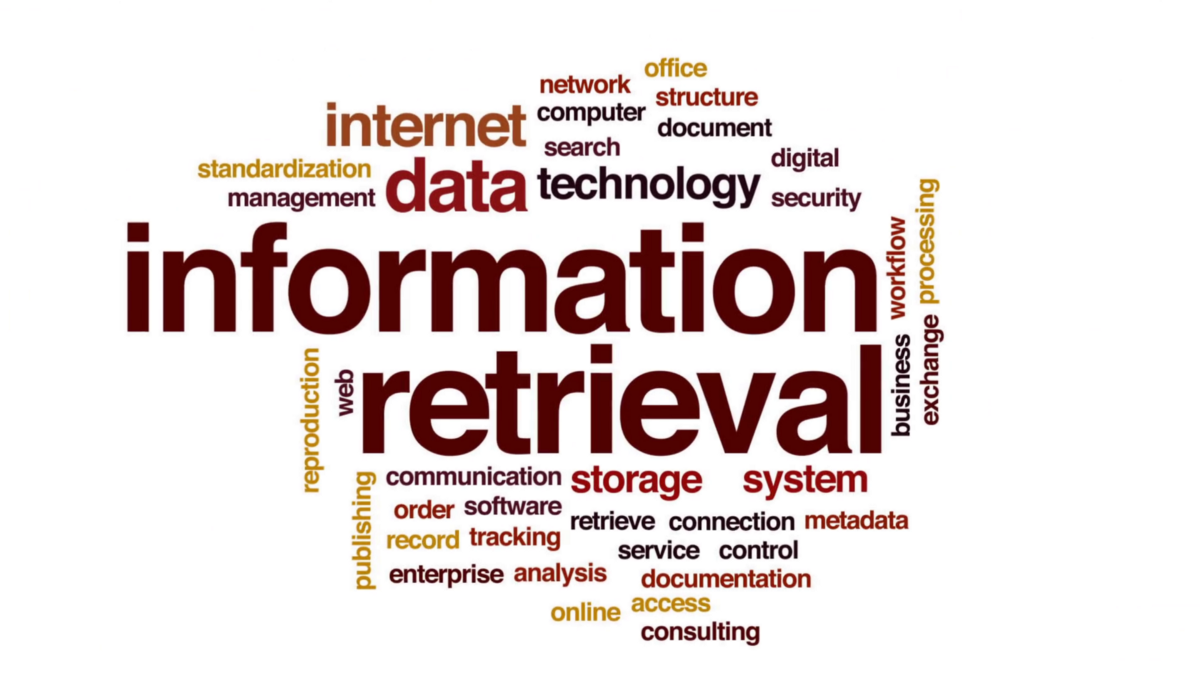 office
network
structure
internet
computer
document
search
digital
standardization
data
technology
management
security
processing
workflow
information
exchange
business
reproduction
web
retrieval
communication
storage
system
publishing
order
software
retrieve
connection
metadata
record
tracking
service
control
enterprise
analysis
documentation
online
access
consulting